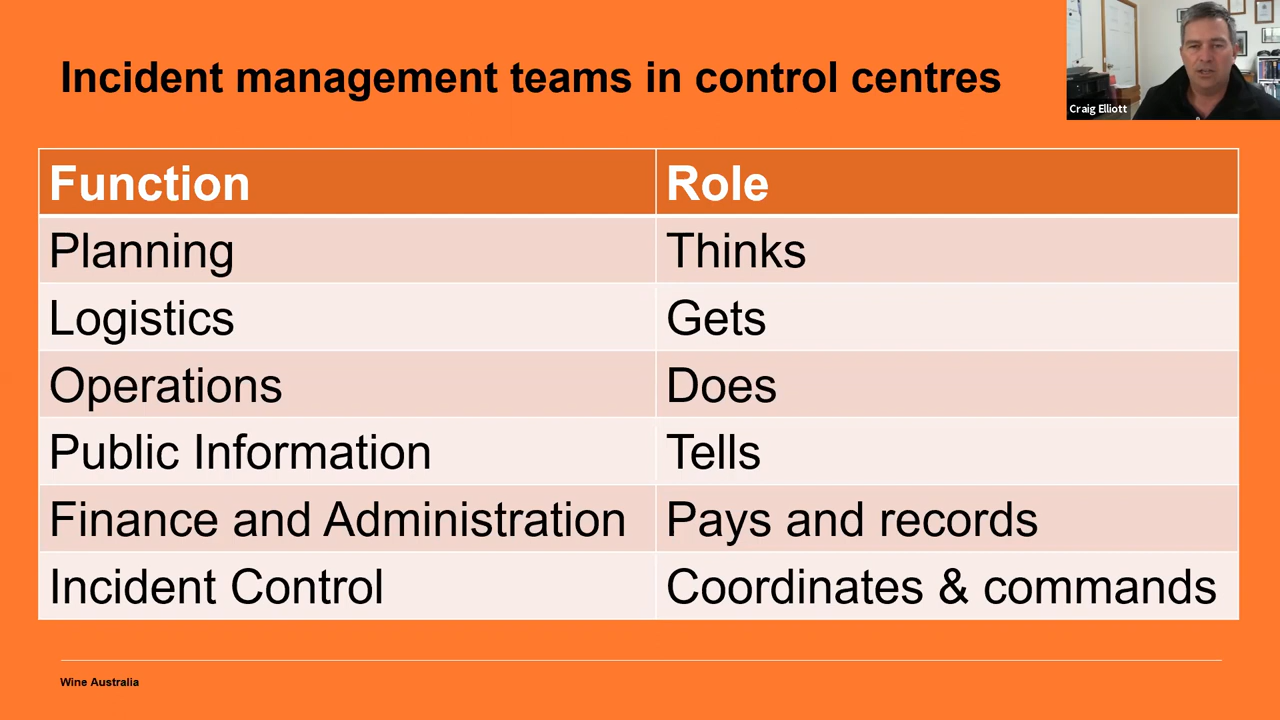 Incident management teams in control centres
Craig Elliott
Function Role
Planning Thinks
Logistics Gets
Operations Does
Public Information Tells
Finance and Administration Pays and records
Incident Control Coordinates & commands
Wine Australia